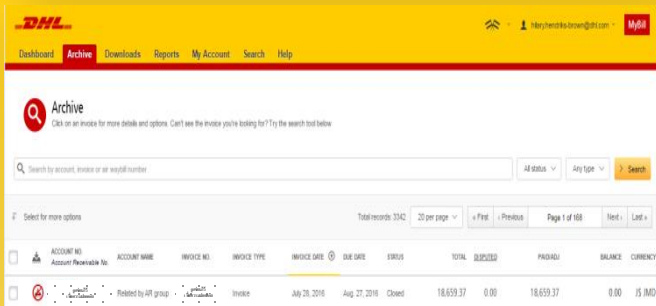 DHL
hilary.hendriks-brown@dhl.com
MyBill
Dashboard Archive Downloads Reports My Account Search Help
Archive
Click on an invoice for more details and options. Can't see the invoice you're looking for? Try the search tool below
Search by account, invoice or air waybill number
All status
Any type
Search
Select for more options
Total records: 3342
20 per page
« First
‹ Previous
Page 1 of 168
Next ›
Last »
ACCOUNT NO.
Account Receivable No.
ACCOUNT NAME INVOICE NO. INVOICE TYPE INVOICE DATE DUE DATE STATUS TOTAL DISPUTED PAID/ADJ BALANCE CURRENCY
Related by AR group Invoice July 28, 2016 Aug. 27, 2016 Closed 18,659.37 0.00 18,659.37 0.00 J$ JMD